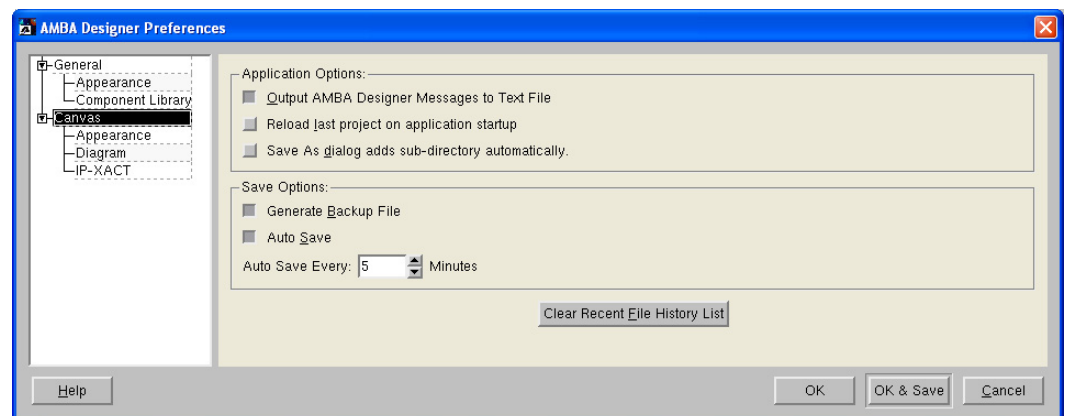 AMBA Designer Preferences
General
Appearance
Component Library
Canvas
Appearance
Diagram
IP-XACT
Application Options:
Output AMBA Designer Messages to Text File
Reload last project on application startup
Save As dialog adds sub-directory automatically.
Save Options:
Generate Backup File
Auto Save
Auto Save Every: 5 Minutes
Clear Recent File History List
Help
OK
OK & Save
Cancel